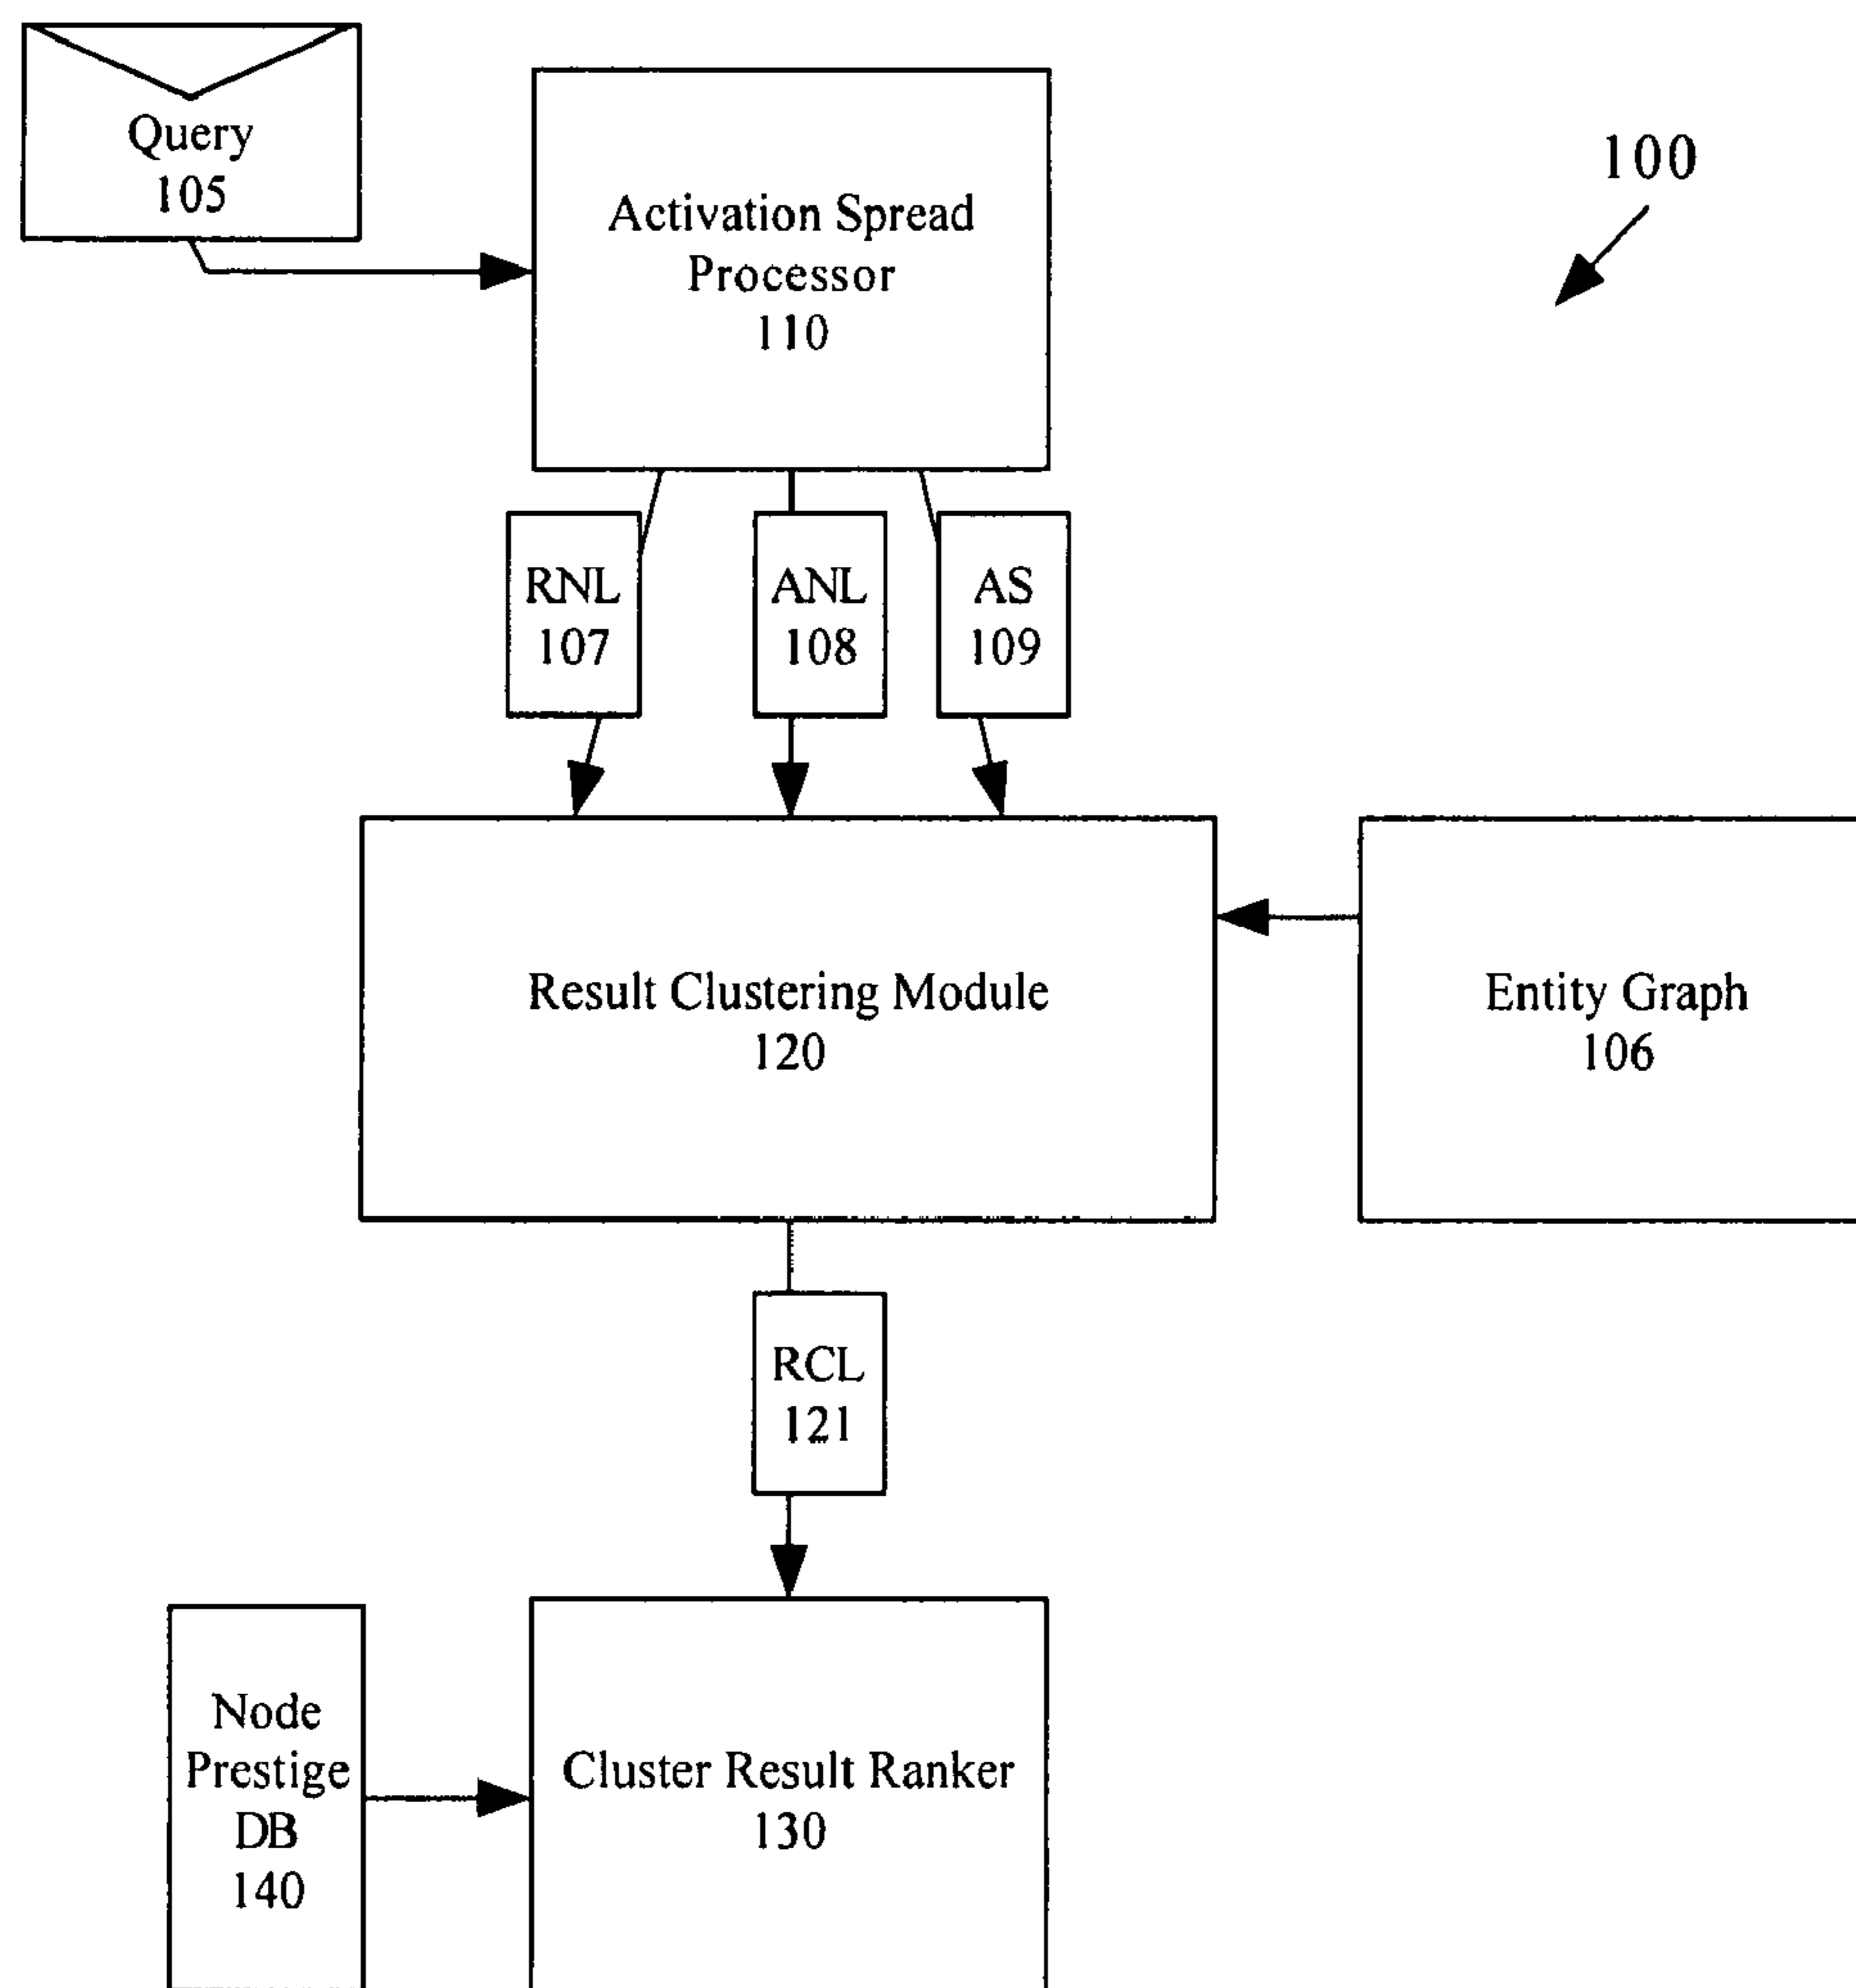 Query
105
Activation Spread
Processor
110
100
RNL
107
ANL
108
AS
109
Result Clustering Module
120
Entity Graph
106
RCL
121
Node
Prestige
DB
140
Cluster Result Ranker
130